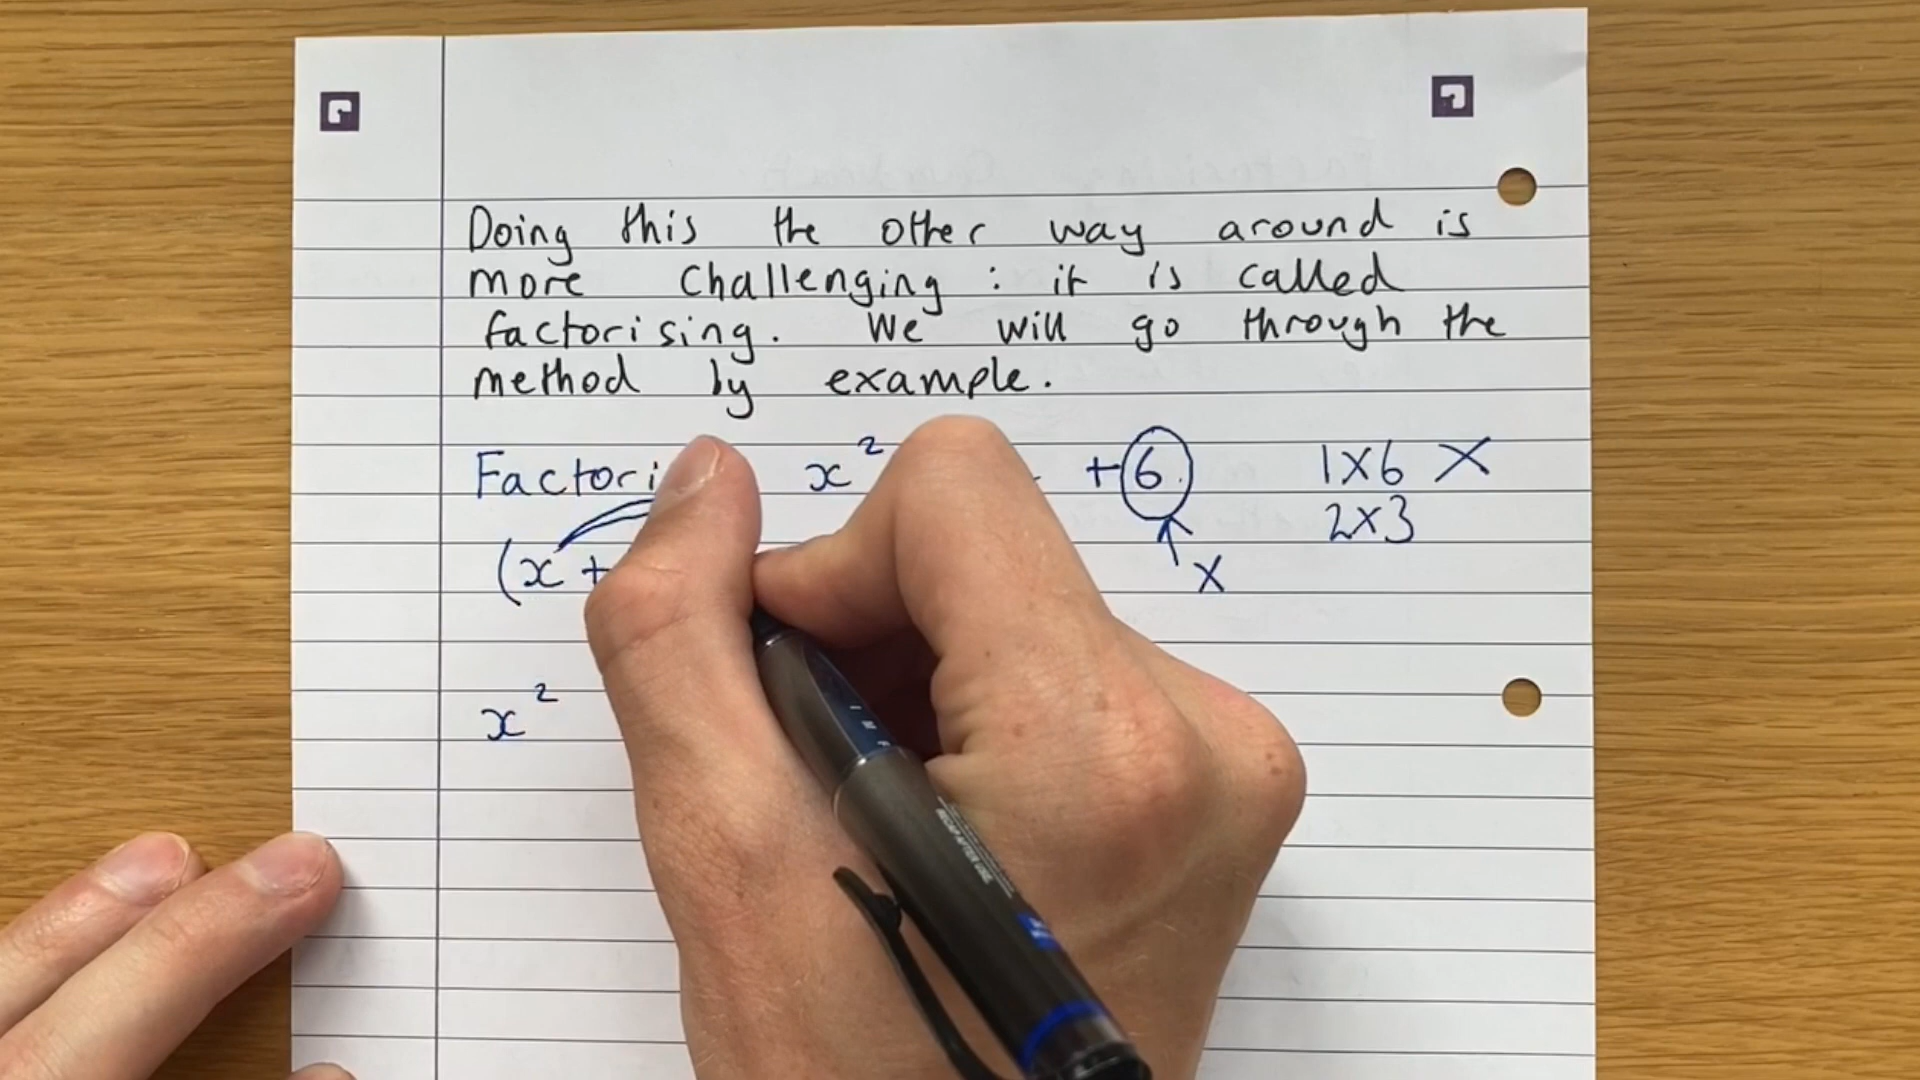 Doing this the other way around is
more challenging : it is called
factorising. We will go through the
method by example.
Factori x² +6 1x6 X
2x3
(x + X
x²